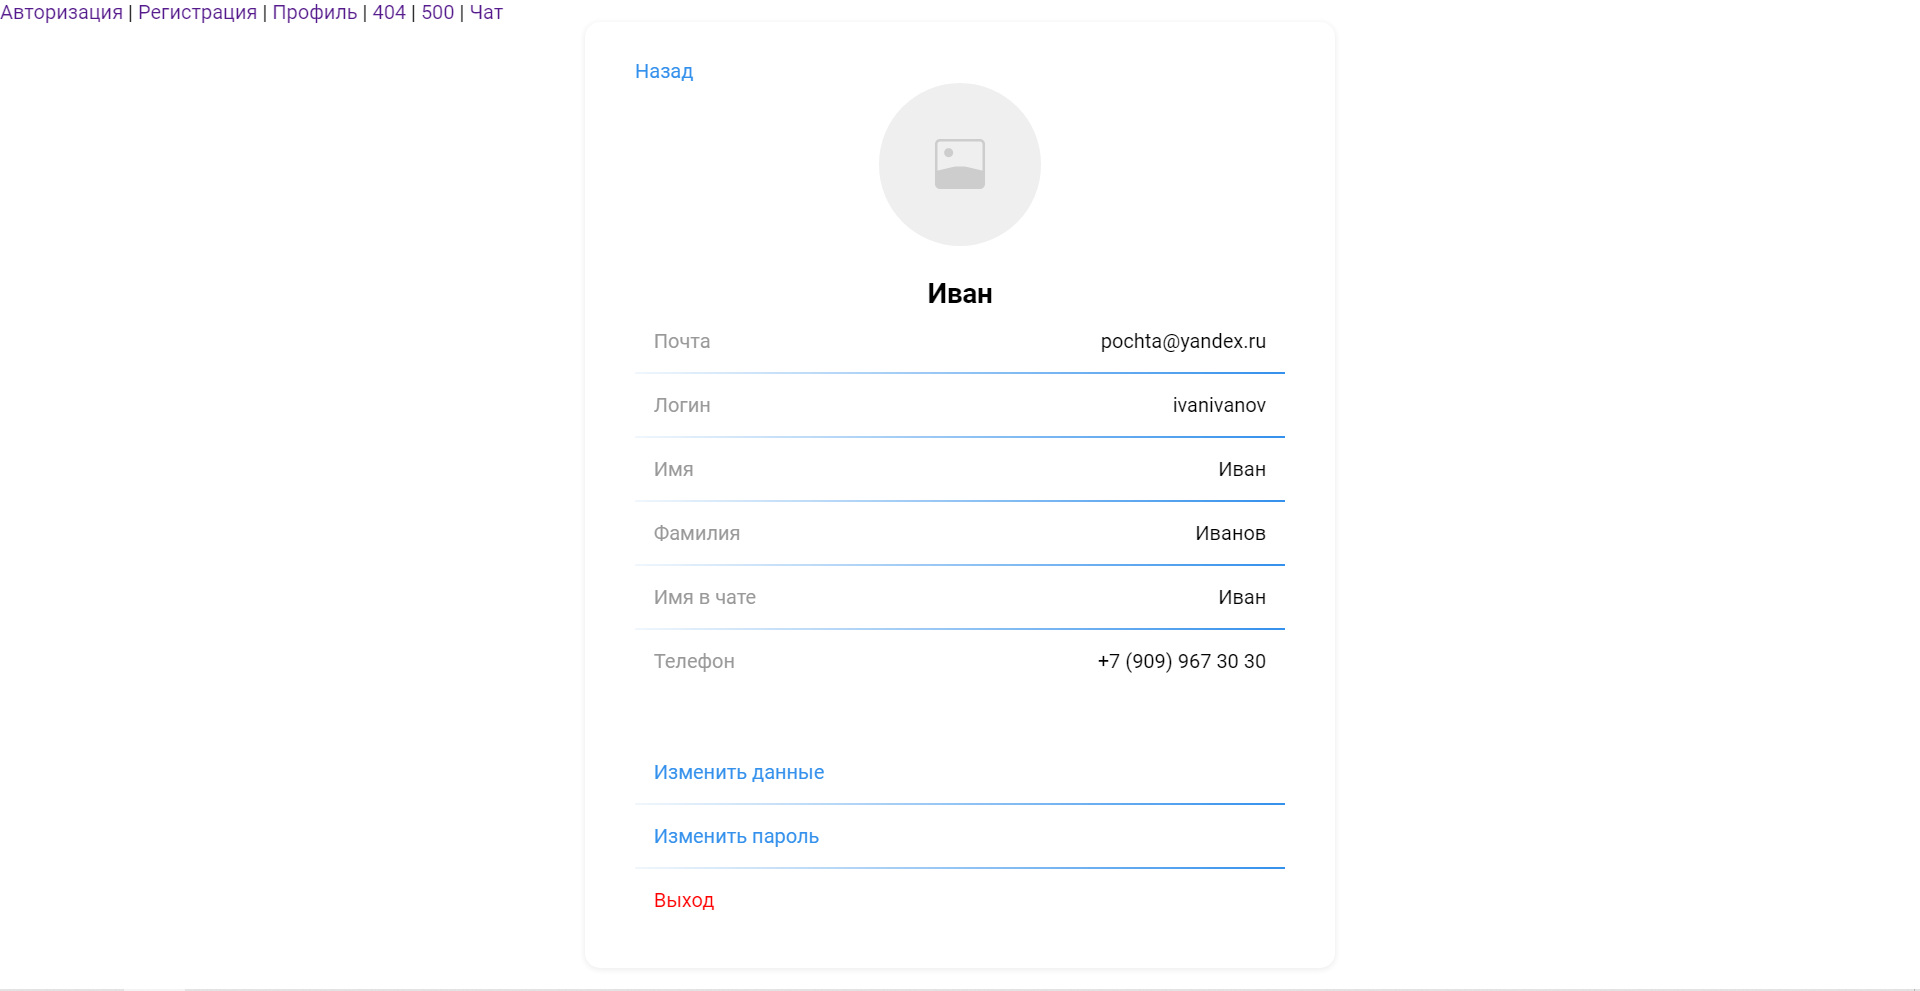 Авторизация | Регистрация | Профиль | 404 | 500 | Чат
Назад
Иван
Почта pochta@yandex.ru
Логин ivanivanov
Имя Иван
Фамилия Иванов
Имя в чате Иван
Телефон +7 (909) 967 30 30
Изменить данные
Изменить пароль
Выход